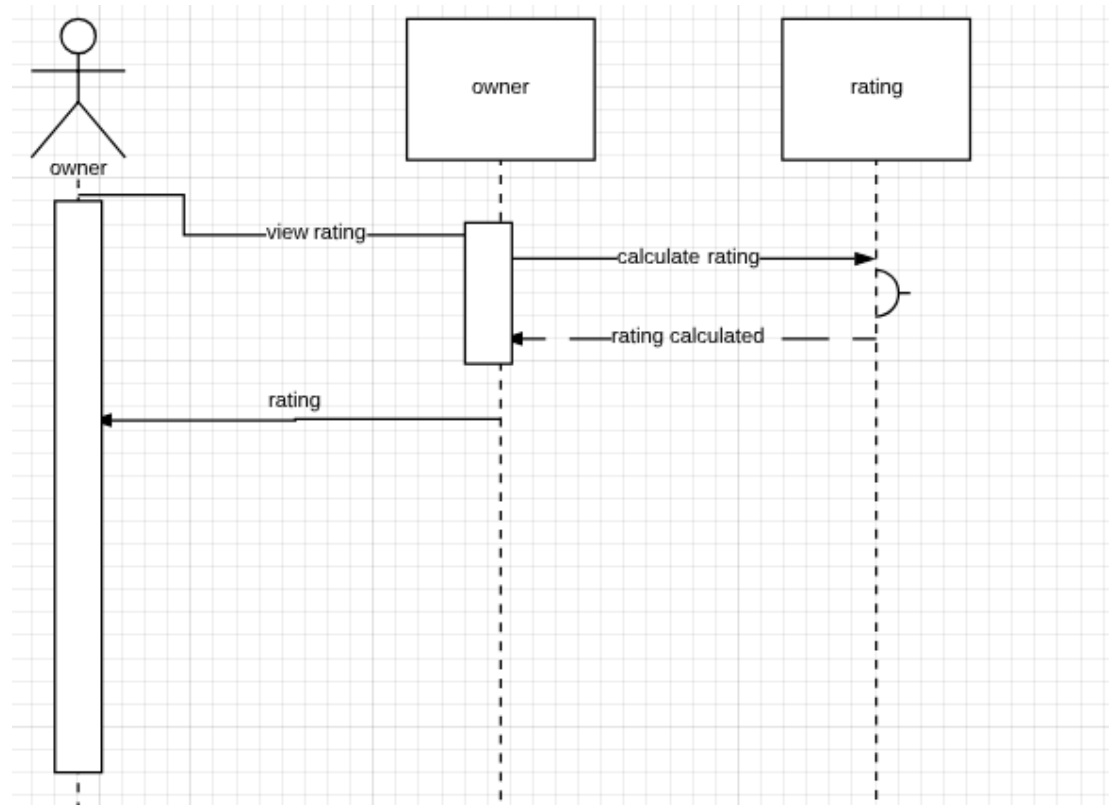 owner
rating
owner
view rating
calculate rating
rating calculated
rating